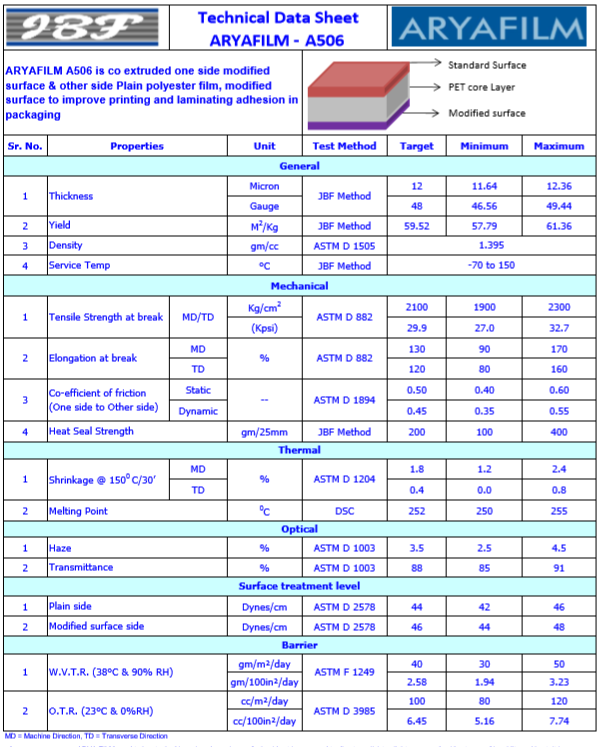 JBF
Technical Data Sheet
ARYAFILM - A506
ARYAFILM
ARYAFILM A506 is co extruded one side modified
surface & other side Plain polyester film, modified
surface to improve printing and laminating adhesion in
packaging
Standard Surface
PET core Layer
Modified surface
Sr. No. Properties Unit Test Method Target Minimum Maximum
General
1 Thickness Micron JBF Method 12 11.64 12.36
Gauge 48 46.56 49.44
2 Yield M²/Kg JBF Method 59.52 57.79 61.36
3 Density gm/cc ASTM D 1505 1.395
4 Service Temp ºC JBF Method -70 to 150
Mechanical
1 Tensile Strength at break MD/TD Kg/cm² ASTM D 882 2100 1900 2300
(Kpsi) 29.9 27.0 32.7
2 Elongation at break MD % ASTM D 882 130 90 170
TD 120 80 160
3 Co-efficient of friction Static -- ASTM D 1894 0.50 0.40 0.60
(One side to Other side) Dynamic 0.45 0.35 0.55
4 Heat Seal Strength gm/25mm JBF Method 200 100 400
Thermal
1 Shrinkage @ 150⁰C/30' MD % ASTM D 1204 1.8 1.2 2.4
TD 0.4 0.0 0.8
2 Melting Point ⁰C DSC 252 250 255
Optical
1 Haze % ASTM D 1003 3.5 2.5 4.5
2 Transmittance % ASTM D 1003 88 85 91
Surface treatment level
1 Plain side Dynes/cm ASTM D 2578 44 42 46
2 Modified surface side Dynes/cm ASTM D 2578 46 44 48
Barrier
1 W.V.T.R. (38ºC & 90% RH) gm/m²/day ASTM F 1249 40 30 50
gm/100in²/day 2.58 1.94 3.23
2 O.T.R. (23ºC & 0%RH) cc/m²/day ASTM D 3985 100 80 120
cc/100in²/day 6.45 5.16 7.74
MD = Machine Direction, TD = Transverse Direction